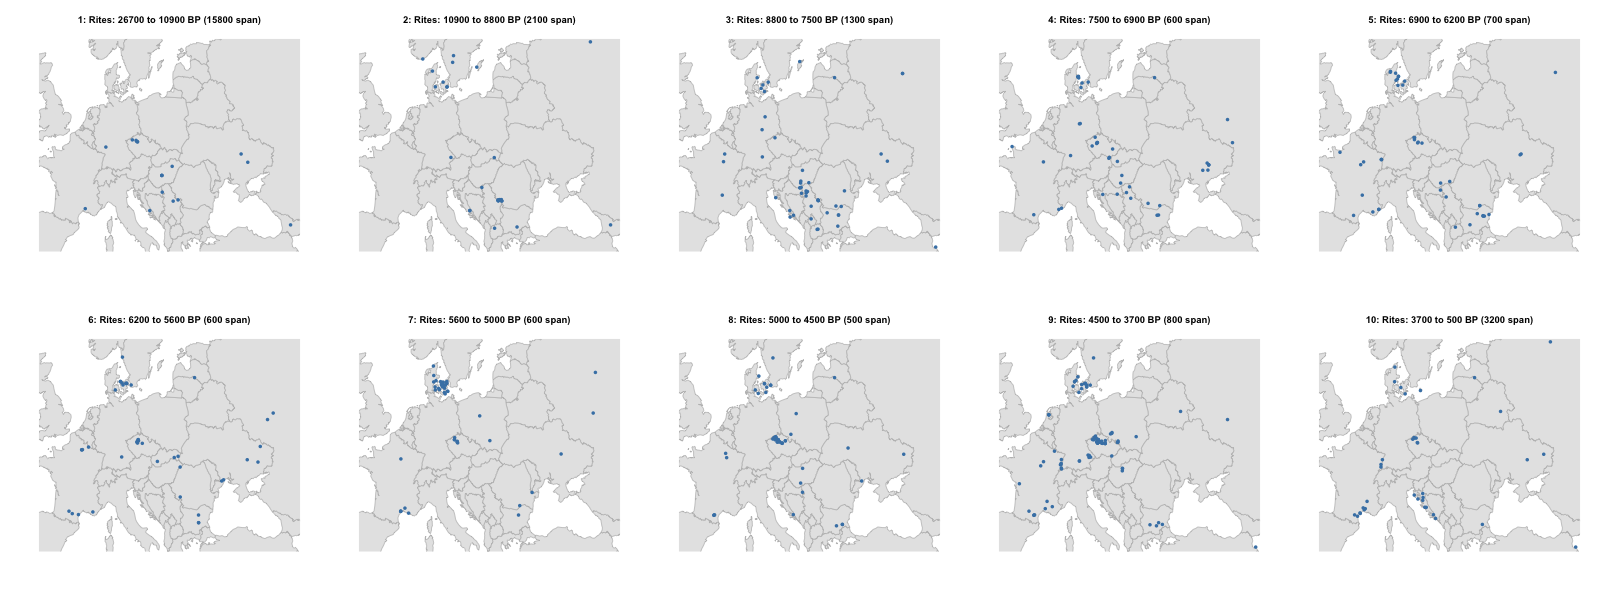 1: Rites: 26700 to 10900 BP (15800 span)
2: Rites: 10900 to 8800 BP (2100 span)
3: Rites: 8800 to 7500 BP (1300 span)
4: Rites: 7500 to 6900 BP (600 span)
5: Rites: 6900 to 6200 BP (700 span)
6: Rites: 6200 to 5600 BP (600 span)
7: Rites: 5600 to 5000 BP (600 span)
8: Rites: 5000 to 4500 BP (500 span)
9: Rites: 4500 to 3700 BP (800 span)
10: Rites: 3700 to 500 BP (3200 span)